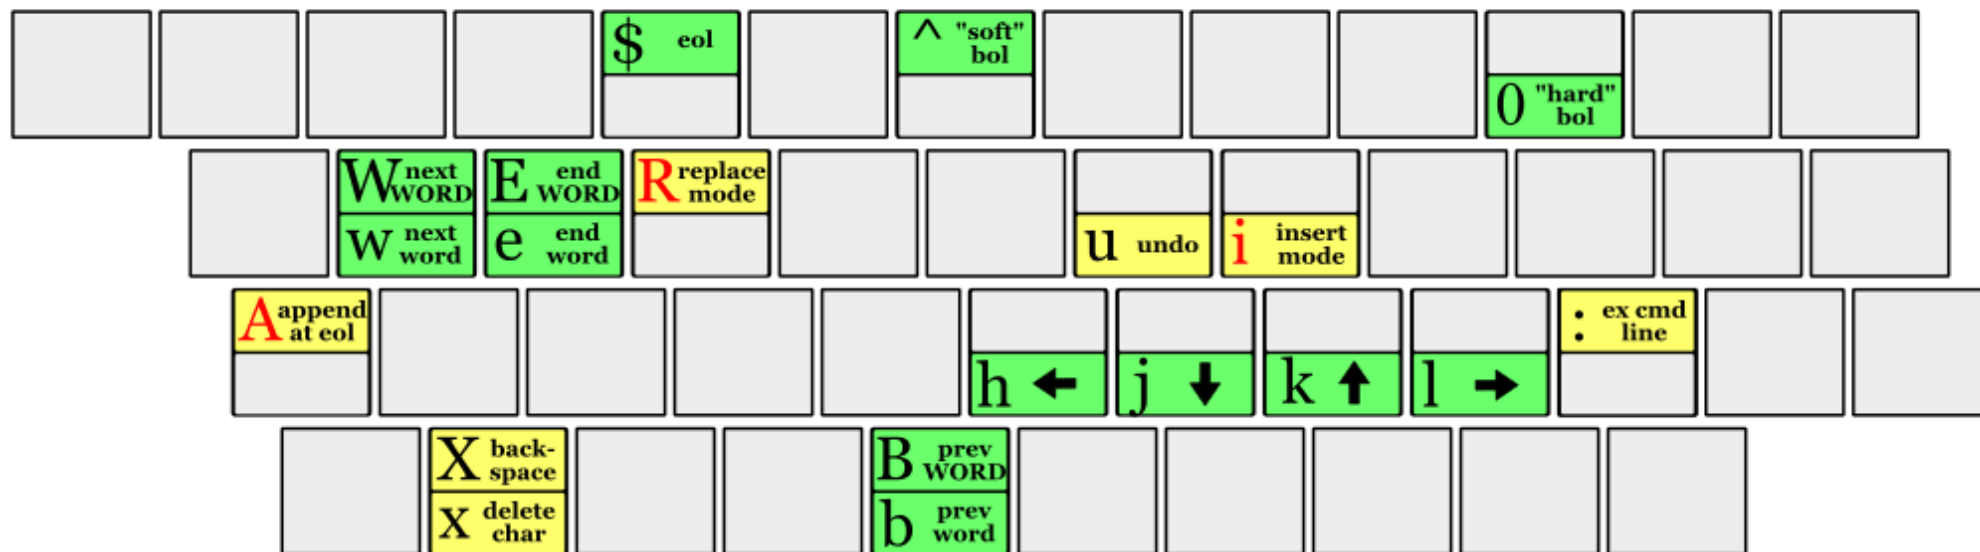 $ eol
^ "soft" bol
0 "hard" bol
W next WORD
E end WORD
R replace mode
w next word
e end word
u undo
i insert mode
A append at eol
: ex cmd line
h ←
j ↓
k ↑
l →
X back-space
B prev WORD
x delete char
b prev word